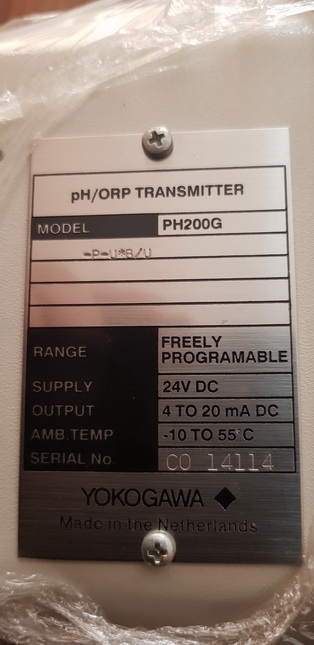 pH/ORP TRANSMITTER
MODEL PH200G
-P-U*B/U
RANGE FREELY PROGRAMABLE
SUPPLY 24V DC
OUTPUT 4 TO 20 mA DC
AMB.TEMP -10 TO 55°C
SERIAL No. CO 14114
YOKOGAWA
Made in the Netherlands